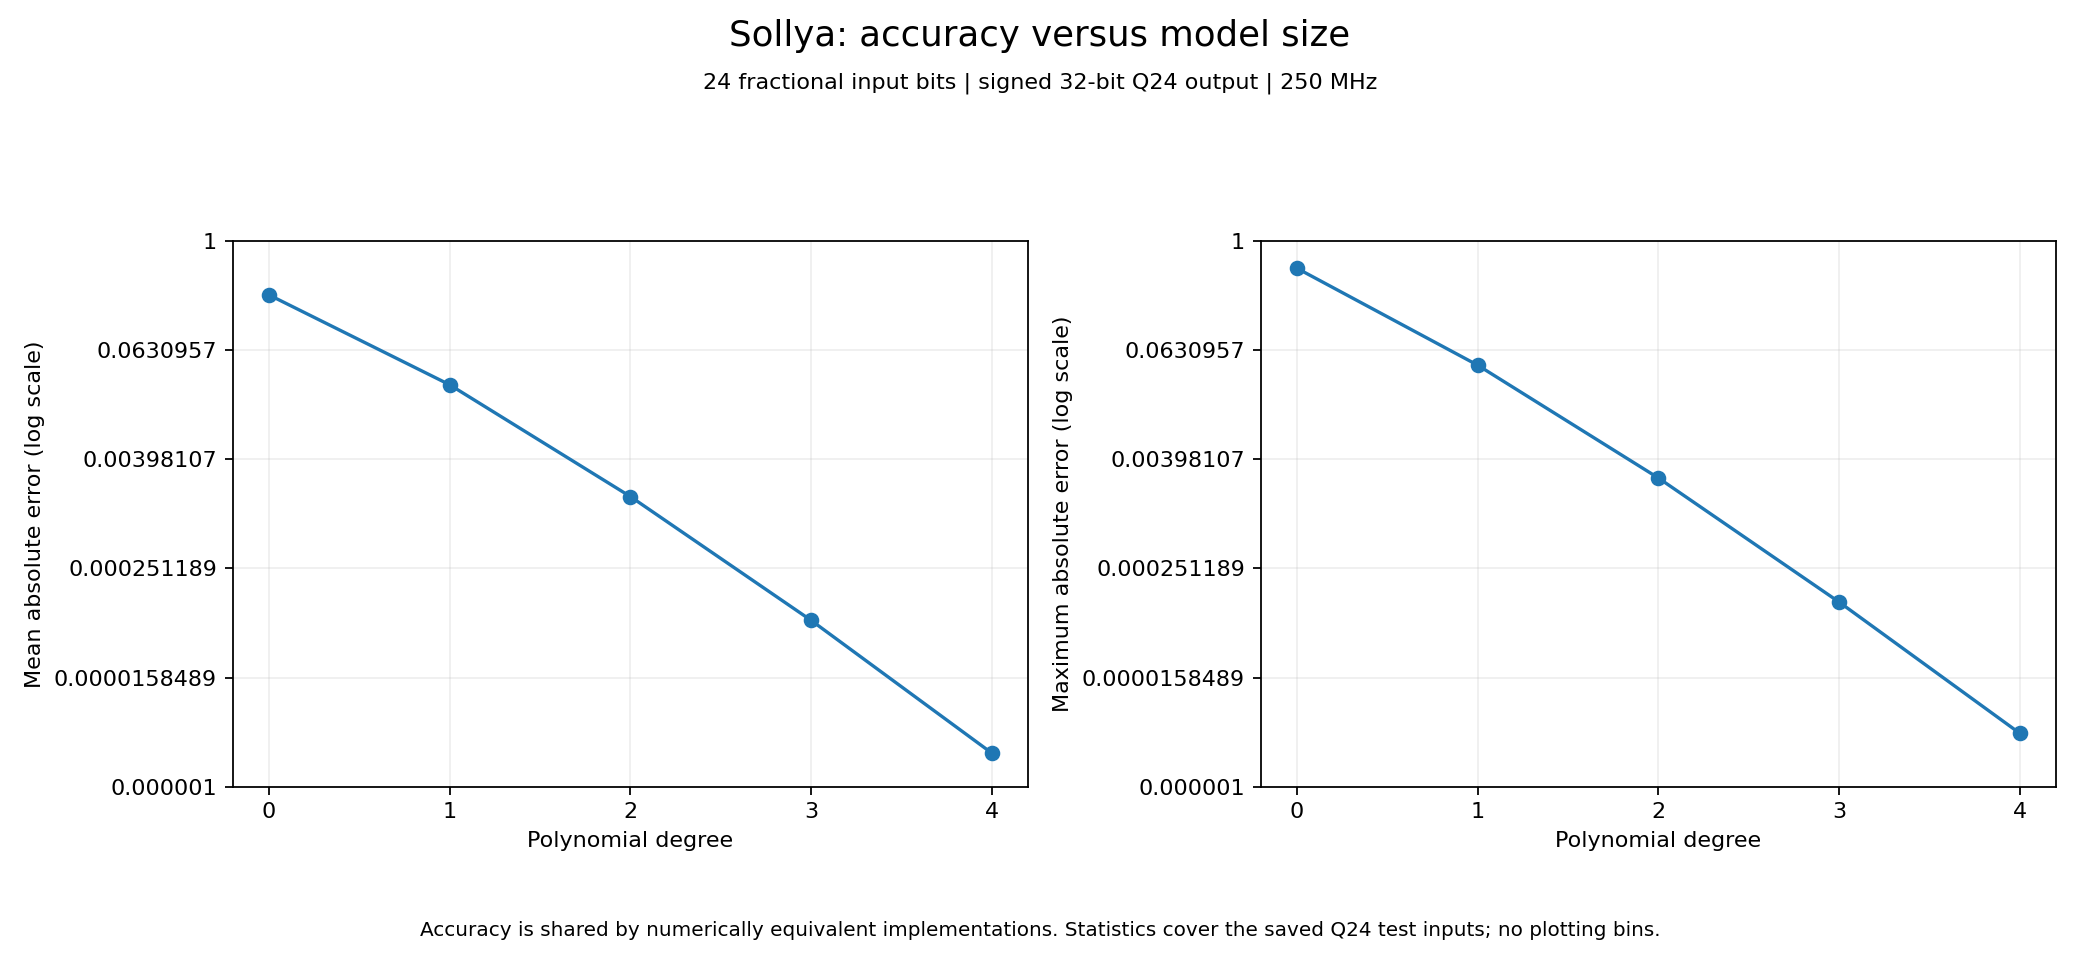 Sollya: accuracy versus model size
24 fractional input bits | signed 32-bit Q24 output | 250 MHz
Mean absolute error (log scale)
1
0.0630957
0.00398107
0.000251189
0.0000158489
0.000001
0 1 2 3 4
Polynomial degree
Maximum absolute error (log scale)
1
0.0630957
0.00398107
0.000251189
0.0000158489
0.000001
0 1 2 3 4
Polynomial degree
Accuracy is shared by numerically equivalent implementations. Statistics cover the saved Q24 test inputs; no plotting bins.